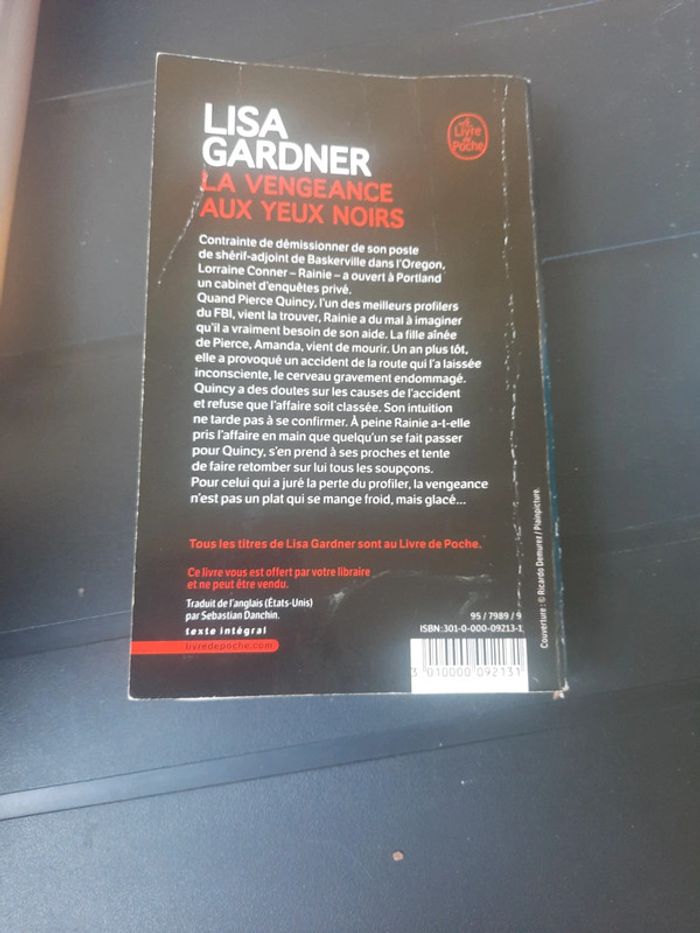 LISA
GARDNER
LA VENGEANCE
AUX YEUX NOIRS
Le
Livre
de
Poche
Contrainte de démissionner de son poste
de shérif-adjoint de Baskerville dans l'Oregon,
Lorraine Conner – Rainie – a ouvert à Portland
un cabinet d'enquêtes privé.
Quand Pierce Quincy, l'un des meilleurs profilers
du FBI, vient la trouver, Rainie a du mal à imaginer
qu'il a vraiment besoin de son aide. La fille aînée
de Pierce, Amanda, vient de mourir. Un an plus tôt,
elle a provoqué un accident de la route qui l'a laissée
inconsciente, le cerveau gravement endommagé.
Quincy a des doutes sur les causes de l'accident
et refuse que l'affaire soit classée. Son intuition
ne tarde pas à se confirmer. À peine Rainie a-t-elle
pris l'affaire en main que quelqu'un se fait passer
pour Quincy, s'en prend à ses proches et tente
de faire retomber sur lui tous les soupçons.
Pour celui qui a juré la perte du profiler, la vengeance
n'est pas un plat qui se mange froid, mais glacé...
Tous les titres de Lisa Gardner sont au Livre de Poche.
Ce livre vous est offert par votre libraire
et ne peut être vendu.
Traduit de l'anglais (États-Unis)
par Sebastian Danchin.
texte intégral
livredepoche.com
95 / 7989 / 9
ISBN : 301-0-000-09213-1
3 010000 092131
Couverture : © Ricardo Demurez / Plainpicture.